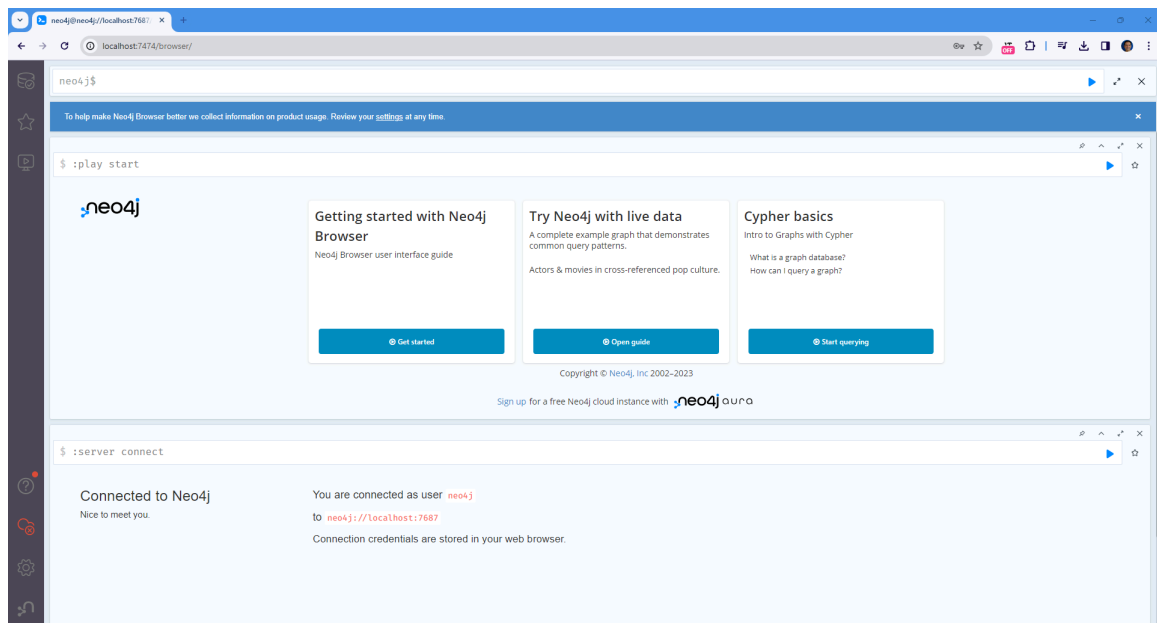 neo4j@neo4j://localhost:7687/
localhost:7474/browser/
OFF
neo4j$
To help make Neo4j Browser better we collect information on product usage. Review your settings at any time.
$ :play start
neo4j
Getting started with Neo4j
Browser
Neo4j Browser user interface guide
Get started
Try Neo4j with live data
A complete example graph that demonstrates
common query patterns.
Actors & movies in cross-referenced pop culture.
Open guide
Cypher basics
Intro to Graphs with Cypher
What is a graph database?
How can I query a graph?
Start querying
Copyright © Neo4j, Inc 2002–2023
Sign up for a free Neo4j cloud instance with neo4j aura
$ :server connect
Connected to Neo4j
Nice to meet you.
You are connected as user neo4j
to neo4j://localhost:7687
Connection credentials are stored in your web browser.